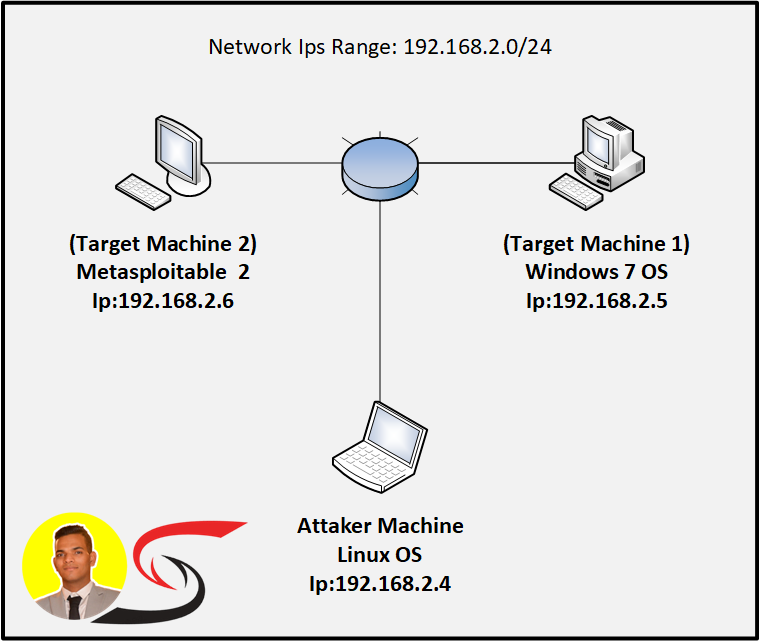 Network Ips Range: 192.168.2.0/24
(Target Machine 2)
Metasploitable  2
Ip:192.168.2.6
(Target Machine 1)
Windows 7 OS
Ip:192.168.2.5
Attaker Machine
Linux OS
Ip:192.168.2.4